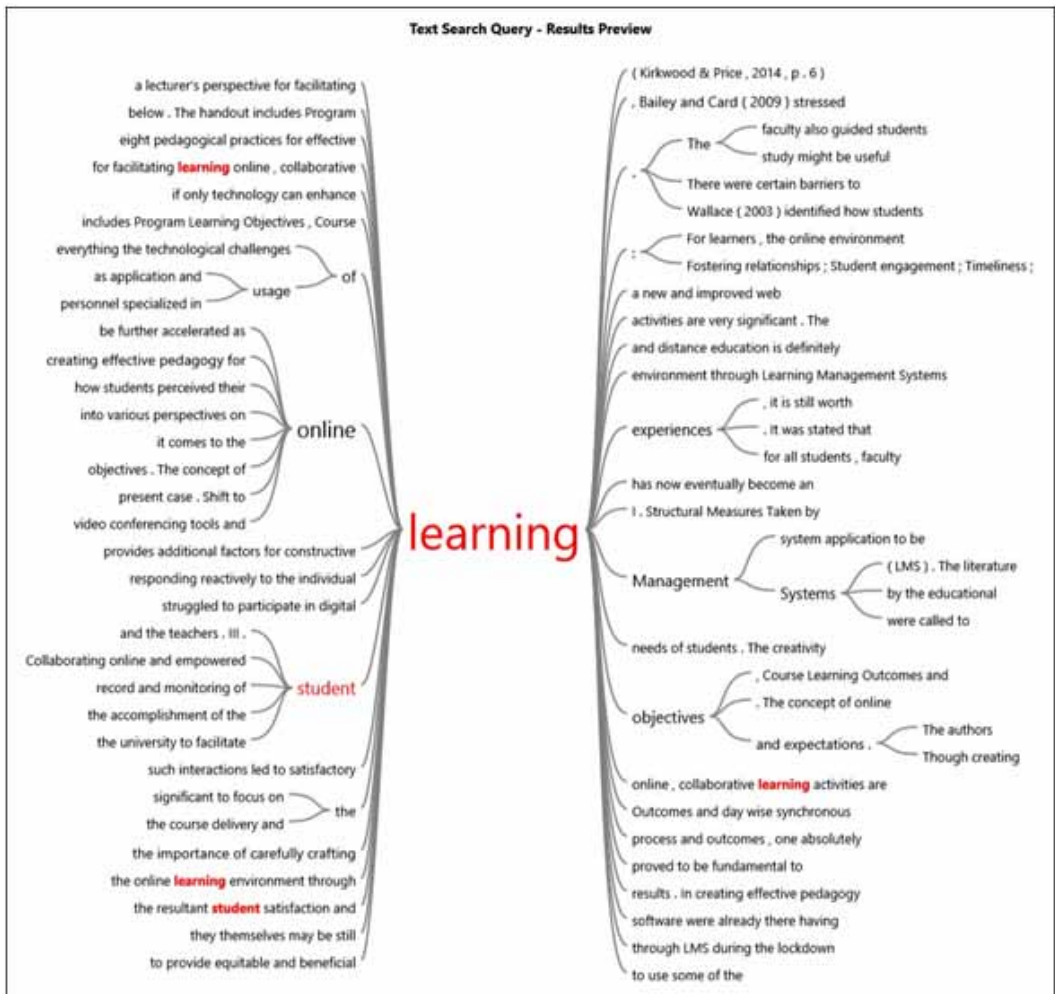 Text Search Query - Results Preview
a lecturer's perspective for facilitating
below . The handout includes Program
eight pedagogical practices for effective
for facilitating learning online , collaborative
if only technology can enhance
includes Program Learning Objectives , Course
everything the technological challenges
as application and
personnel specialized in
usage
of
be further accelerated as
creating effective pedagogy for
how students perceived their
into various perspectives on
it comes to the
objectives . The concept of
present case . Shift to
video conferencing tools and
online
provides additional factors for constructive
responding reactively to the individual
struggled to participate in digital
and the teachers . III .
Collaborating online and empowered
record and monitoring of
the accomplishment of the
the university to facilitate
student
such interactions led to satisfactory
significant to focus on
the course delivery and
the
the importance of carefully crafting
the online learning environment through
the resultant student satisfaction and
they themselves may be still
to provide equitable and beneficial
learning
( Kirkwood & Price , 2014 , p . 6 )
, Bailey and Card ( 2009 ) stressed
.
The
faculty also guided students
study might be useful
There were certain barriers to
Wallace ( 2003 ) identified how students
:
For learners , the online environment
Fostering relationships ; Student engagement ; Timeliness ;
a new and improved web
activities are very significant . The
and distance education is definitely
environment through Learning Management Systems
experiences
, it is still worth
. It was stated that
for all students , faculty
has now eventually become an
I . Structural Measures Taken by
Management
system application to be
Systems
( LMS ) . The literature
by the educational
were called to
needs of students . The creativity
objectives
, Course Learning Outcomes and
. The concept of online
and expectations .
The authors
Though creating
online , collaborative learning activities are
Outcomes and day wise synchronous
process and outcomes , one absolutely
proved to be fundamental to
results . In creating effective pedagogy
software were already there having
through LMS during the lockdown
to use some of the